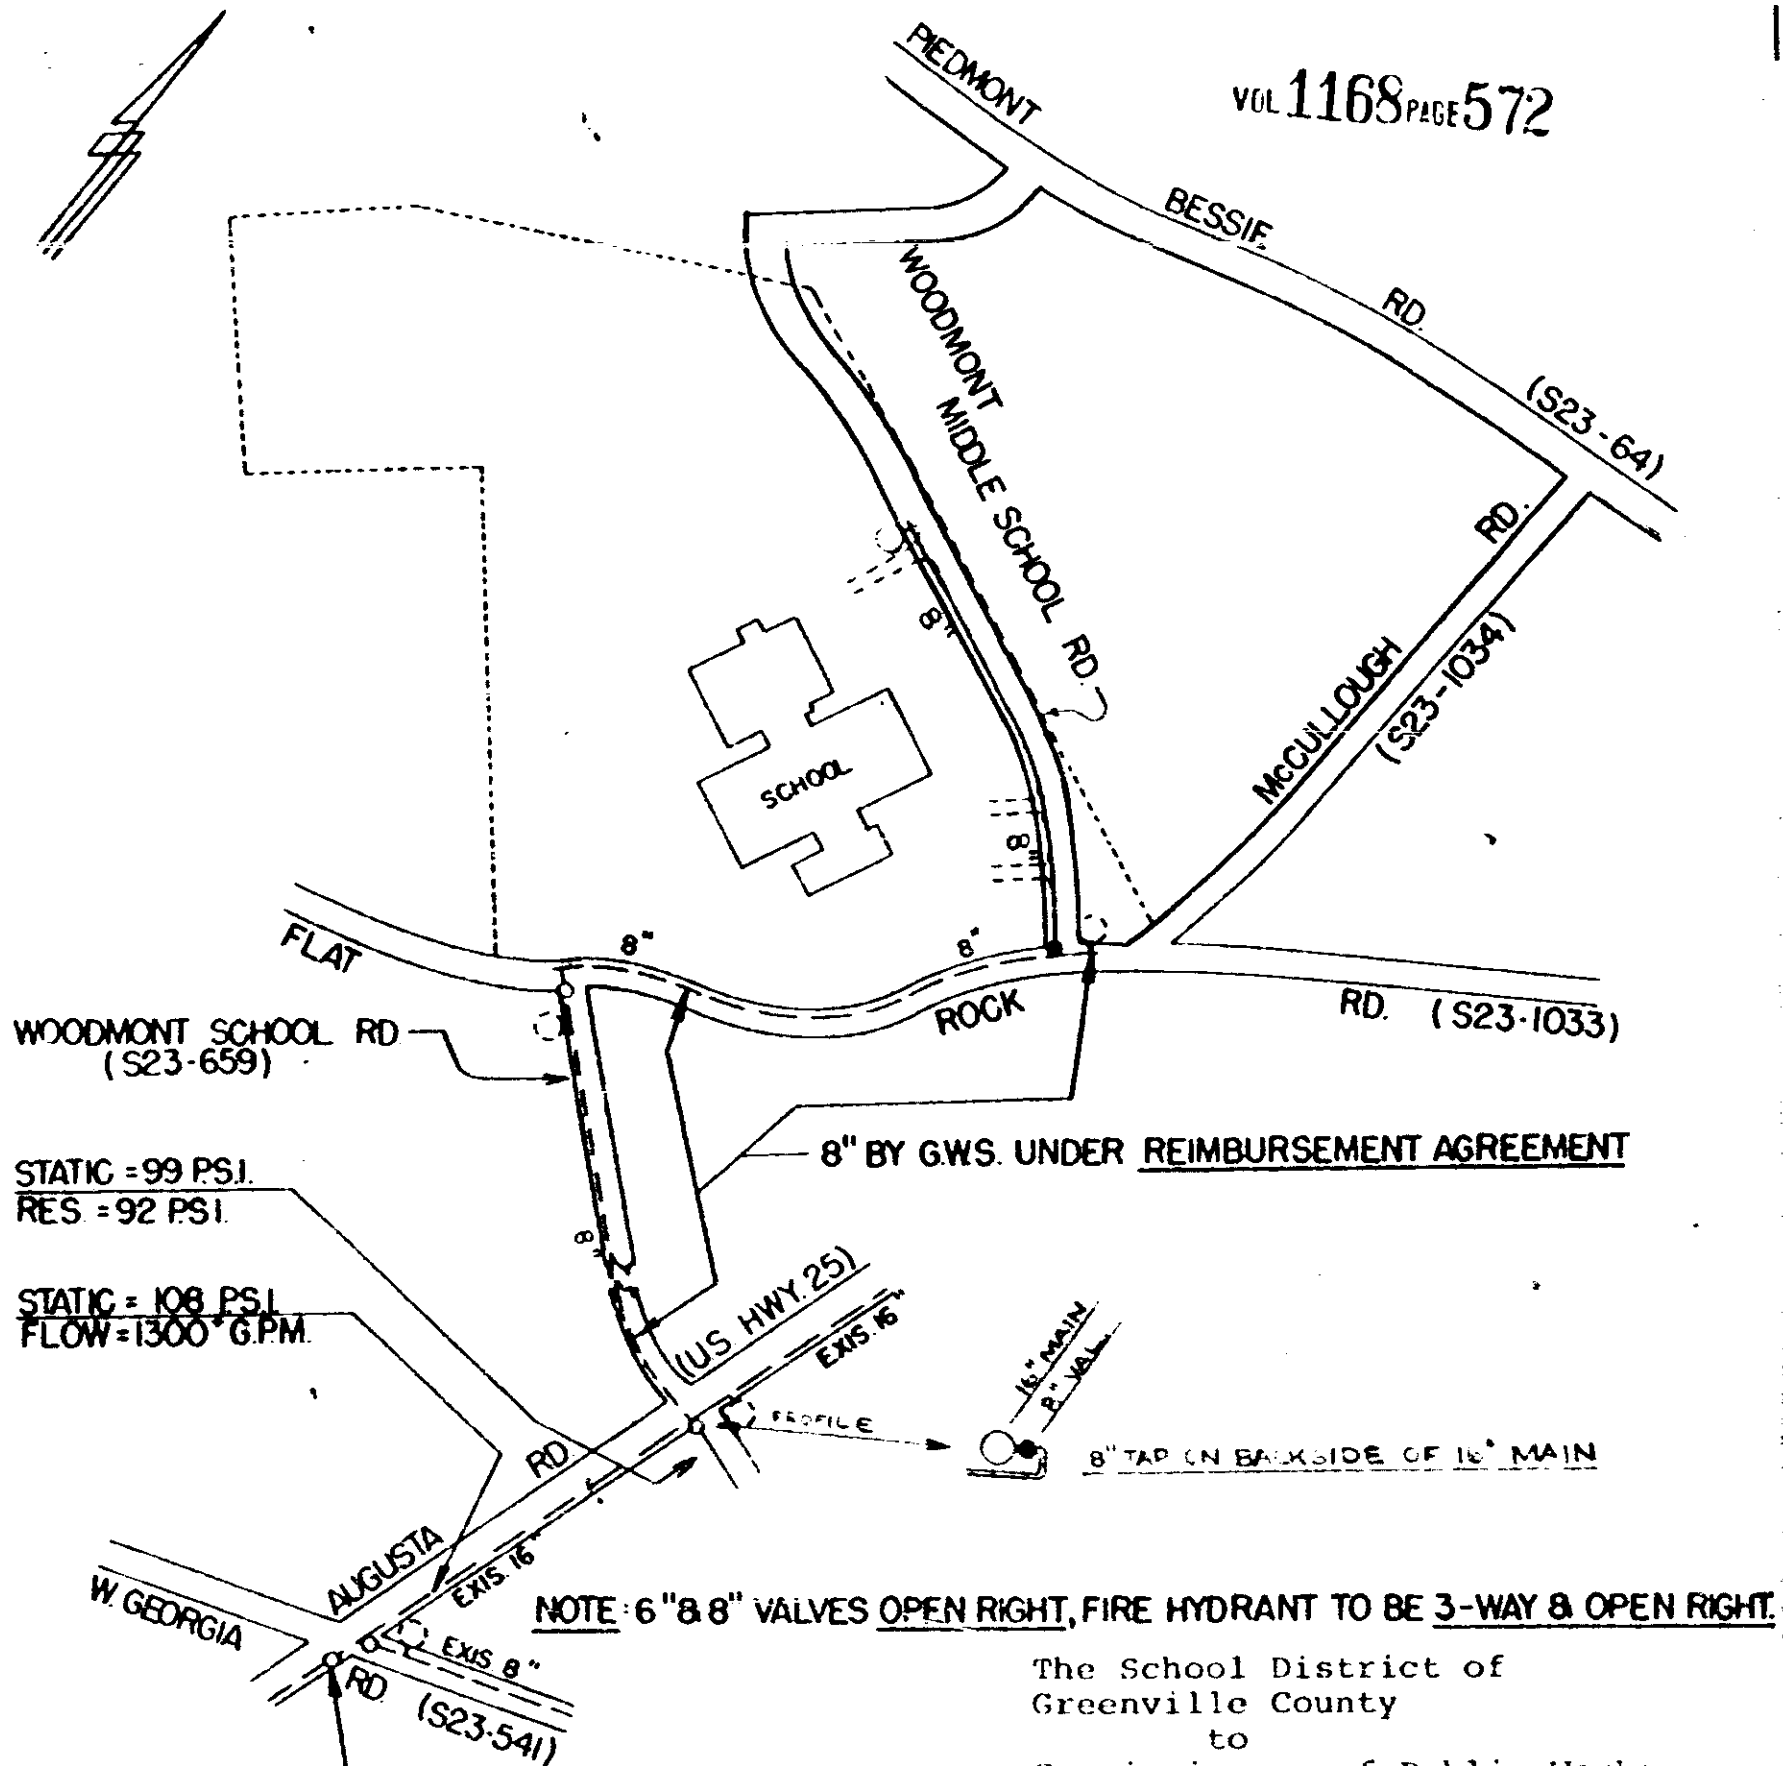 VOL 1168 PAGE 572
PIEDMONT
BESSIE
RD.
(S23-64)
WOODMONT
MIDDLE SCHOOL RD.
RD.
McCULLOUGH
(S23-1034)
8"
SCHOOL
8"
FLAT
8"
8"
ROCK
RD. (S23-1033)
WOODMONT SCHOOL RD
(S23-659)
8" BY G.W.S. UNDER REIMBURSEMENT AGREEMENT
STATIC = 99 P.S.I.
RES. = 92 P.S.I.
8"
STATIC = 108 P.S.I.
FLOW = 1300+ G.P.M.
(US HWY. 25)
EXIS. 16"
16" MAIN
8" VAL
PROFILE
8" TAP ON BACKSIDE OF 16" MAIN
RD.
AUGUSTA
EXIS. 16"
W. GEORGIA
EXIS 8"
RD. (S23-541)
NOTE: 6" & 8" VALVES OPEN RIGHT, FIRE HYDRANT TO BE 3-WAY & OPEN RIGHT.
The School District of
Greenville County
to